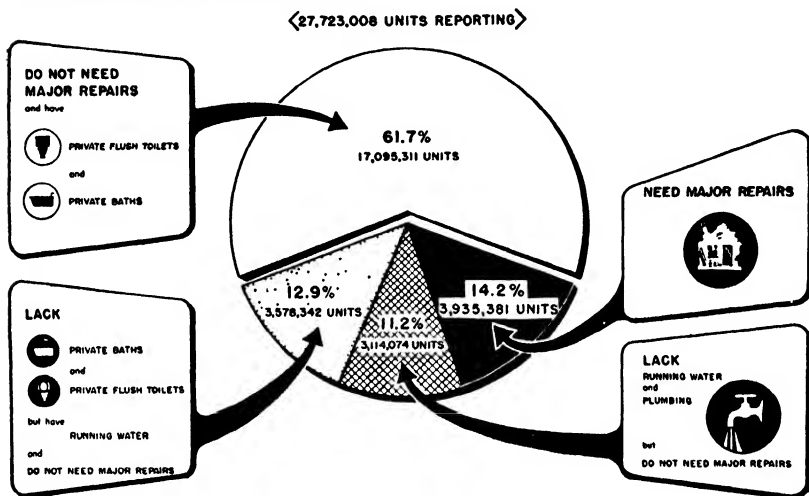 <27,723,008 UNITS REPORTING>
DO NOT NEED
MAJOR REPAIRS
and have
PRIVATE FLUSH TOILETS
and
PRIVATE BATHS
61.7%
17,095,311 UNITS
NEED MAJOR REPAIRS
14.2%
3,935,381 UNITS
12.9%
3,578,342 UNITS
11.2%
3,114,074 UNITS
LACK
PRIVATE BATHS
and
PRIVATE FLUSH TOILETS
but have
RUNNING WATER
and
DO NOT NEED MAJOR REPAIRS
LACK
RUNNING WATER
and
PLUMBING
but
DO NOT NEED MAJOR REPAIRS